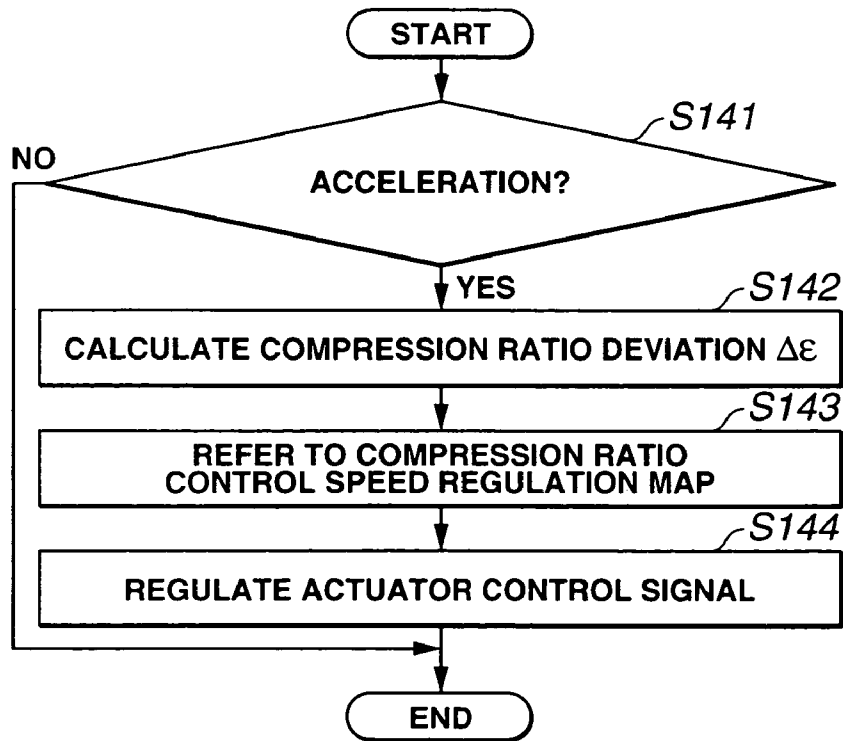 START
S141
NO
ACCELERATION?
YES
S142
CALCULATE COMPRESSION RATIO DEVIATION Δε
S143
REFER TO COMPRESSION RATIO
CONTROL SPEED REGULATION MAP
S144
REGULATE ACTUATOR CONTROL SIGNAL
END